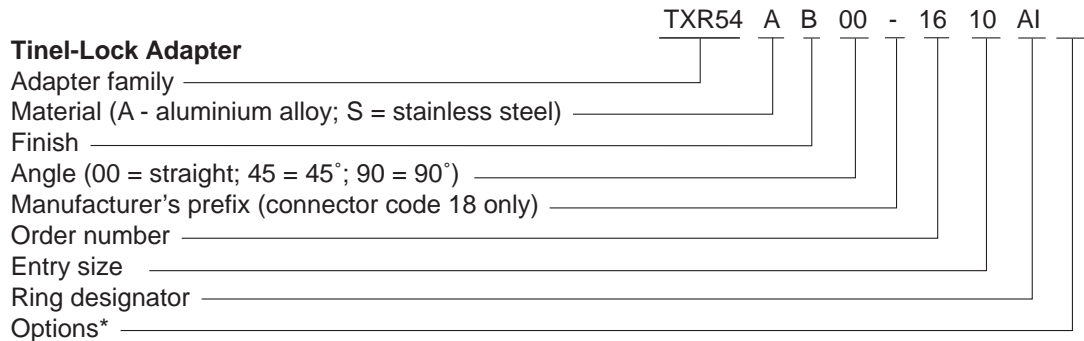 TXR54 A B 00 - 16 10 AI
Tinel-Lock Adapter
Adapter family
Material (A - aluminium alloy; S = stainless steel)
Finish
Angle (00 = straight; 45 = 45˚; 90 = 90˚)
Manufacturer's prefix (connector code 18 only)
Order number
Entry size
Ring designator
Options*